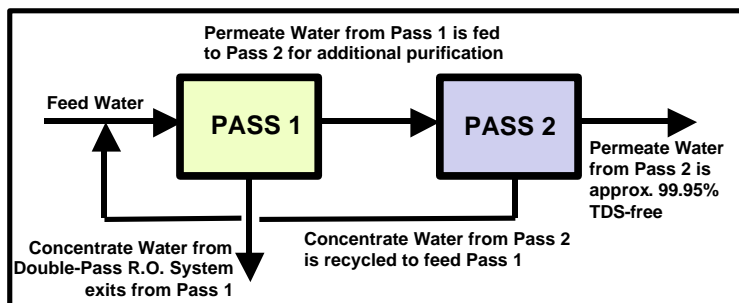 Permeate Water from Pass 1 is fed
to Pass 2 for additional purification
Feed Water
PASS 1
PASS 2
Permeate Water
from Pass 2 is
approx. 99.95%
TDS-free
Concentrate Water from
Double-Pass R.O. System
exits from Pass 1
Concentrate Water from Pass 2
is recycled to feed Pass 1